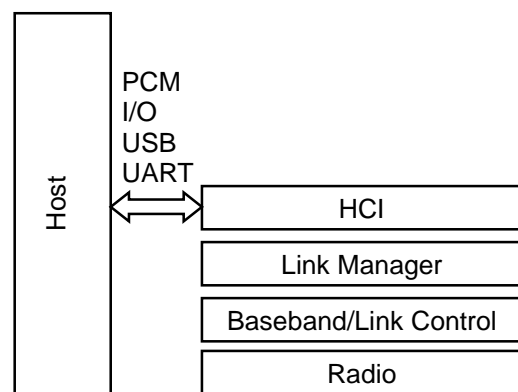 Host
PCM
I/O
USB
UART
HCI
Link Manager
Baseband/Link Control
Radio